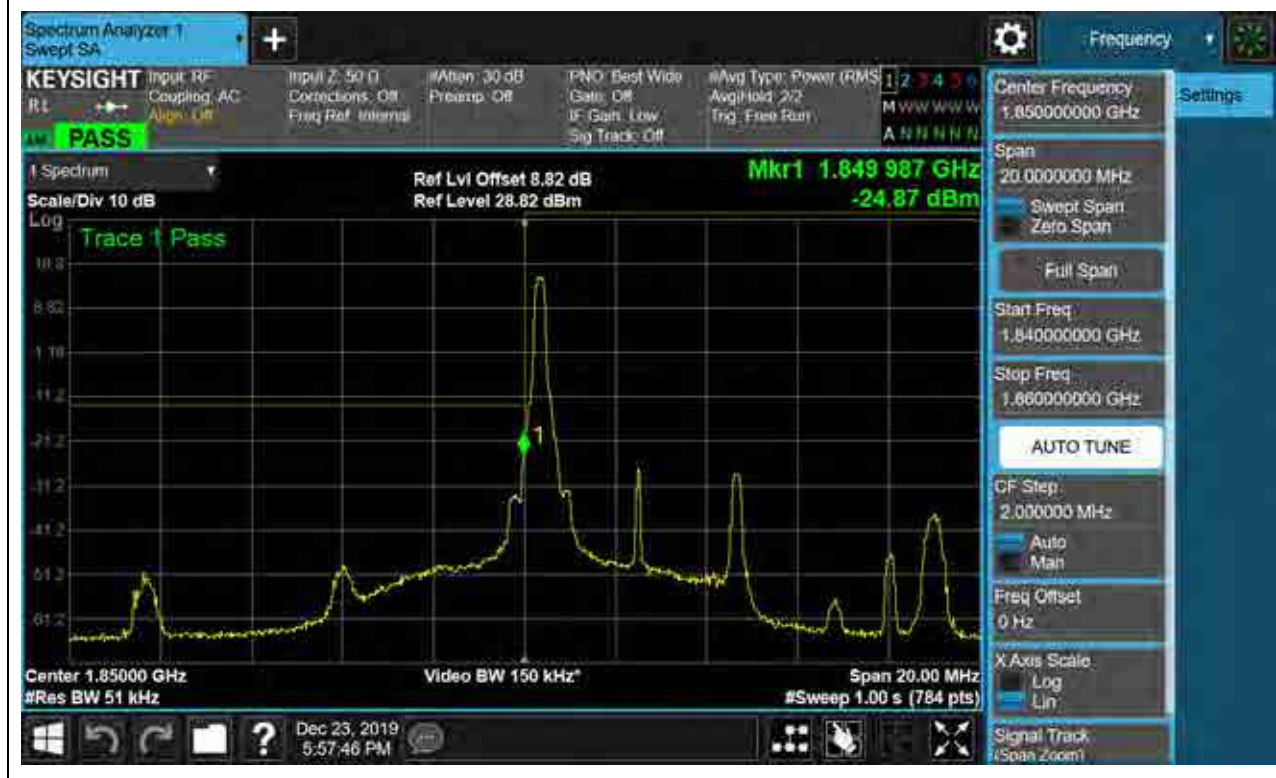 Spectrum Analyzer 1
Swept SA
+
Frequency
KEYSIGHT
RL
PASS
Input: RF
Coupling: AC
Align: Off
Input Z: 50 Ω
Corrections: Off
Freq Ref: Internal
#Atten: 30 dB
Preamp: Off
PNO: Best Wide
Gate: Off
IF Gain: Low
Sig Track: Off
#Avg Type: Power (RMS
Avg|Hold: 2/2
Trig: Free Run
1 2 3 4 5 6
M W W W W W
A N N N N N
1 Spectrum
Scale/Div 10 dB
Ref Lvl Offset 8.82 dB
Ref Level 28.82 dBm
Mkr1 1.849 987 GHz
-24.87 dBm
Log
Trace 1 Pass
8.82
-1.18
-11.2
-21.2
-41.2
-51.2
-61.2
1
Center 1.85000 GHz
#Res BW 51 kHz
Video BW 150 kHz*
Span 20.00 MHz
#Sweep 1.00 s (784 pts)
Dec 23, 2019
5:57:46 PM
?
Center Frequency
1.850000000 GHz
Settings
Span
20.0000000 MHz
Swept Span
Zero Span
Full Span
Start Freq
1.840000000 GHz
Stop Freq
1.860000000 GHz
AUTO TUNE
CF Step
2.000000 MHz
Auto
Man
Freq Offset
0 Hz
X Axis Scale
Log
Lin
Signal Track
(Span Zoom)